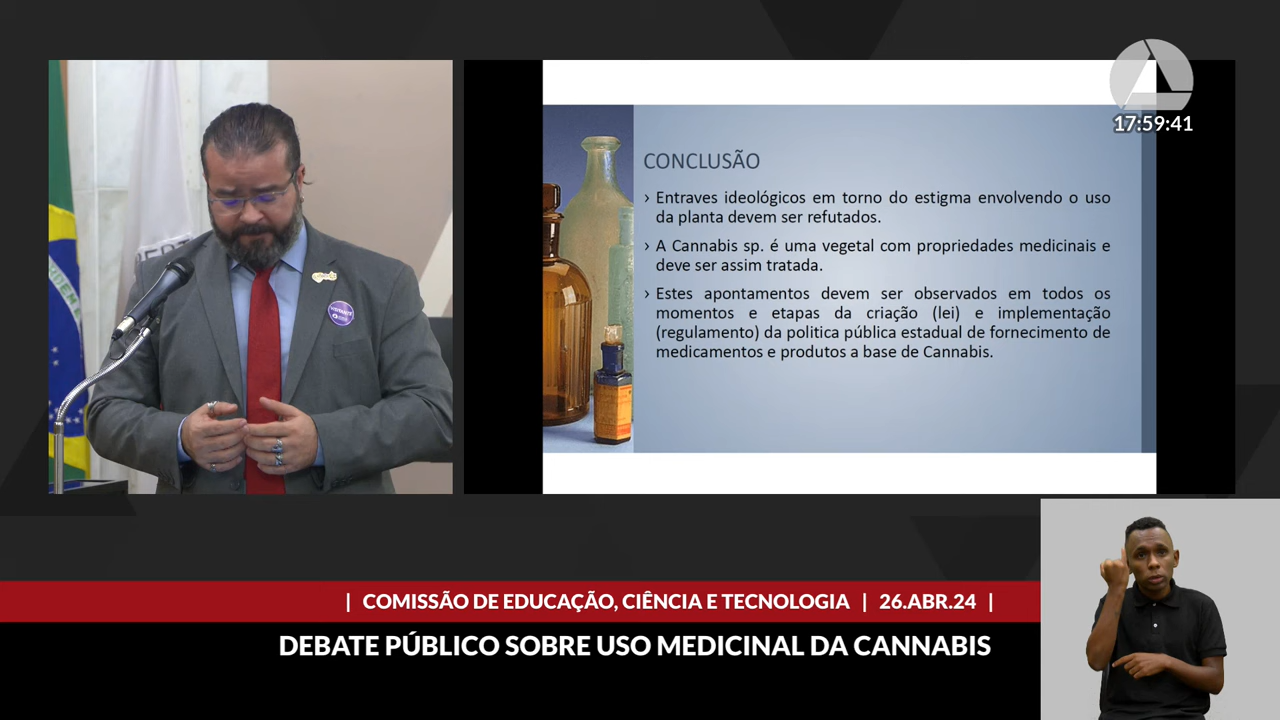 17:59:41
CONCLUSÃO
› Entraves ideológicos em torno do estigma envolvendo o uso
da planta devem ser refutados.
› A Cannabis sp. é uma vegetal com propriedades medicinais e
deve ser assim tratada.
› Estes apontamentos devem ser observados em todos os
momentos e etapas da criação (lei) e implementação
(regulamento) da politica pública estadual de fornecimento de
medicamentos e produtos a base de Cannabis.
VISITANTE
| COMISSÃO DE EDUCAÇÃO, CIÊNCIA E TECNOLOGIA | 26.ABR.24 |
DEBATE PÚBLICO SOBRE USO MEDICINAL DA CANNABIS